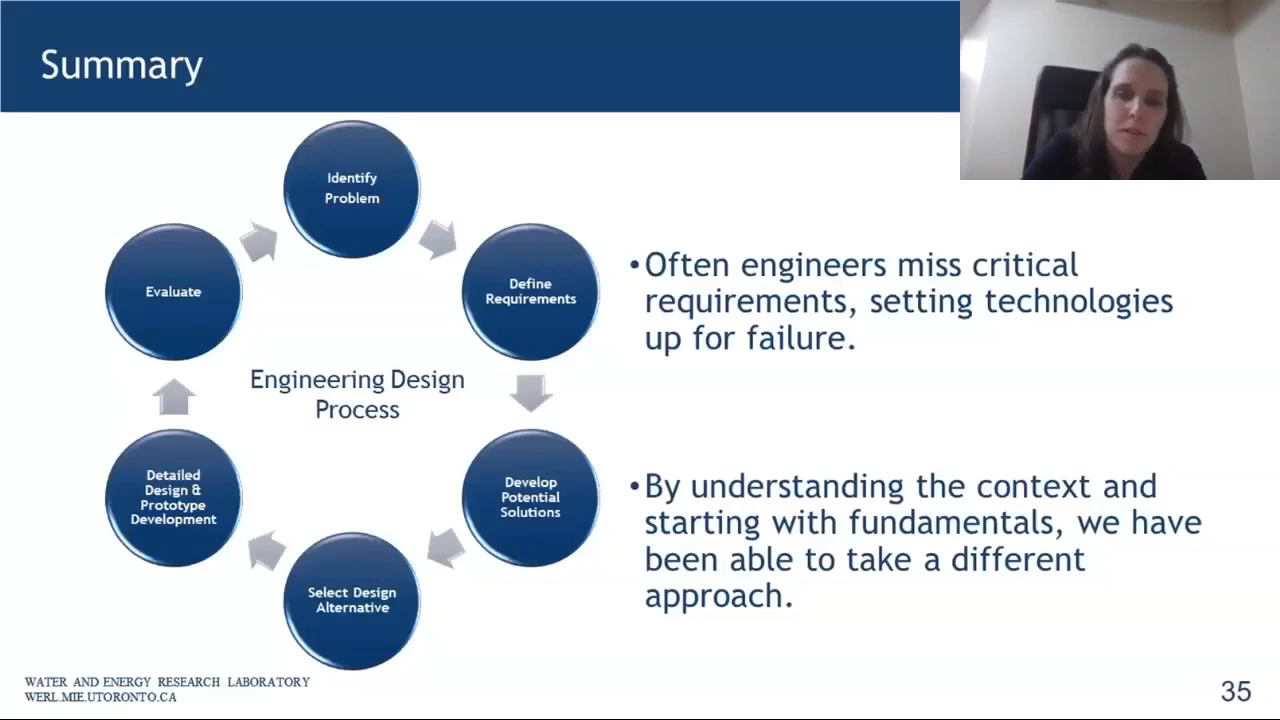 Summary
Identify
Problem
Define
Requirements
Develop
Potential
Solutions
Select Design
Alternative
Detailed
Design &
Prototype
Development
Evaluate
Engineering Design
Process
•Often engineers miss critical
requirements, setting technologies
up for failure.
•By understanding the context and
starting with fundamentals, we have
been able to take a different
approach.
WATER AND ENERGY RESEARCH LABORATORY
WERL.MIE.UTORONTO.CA
35